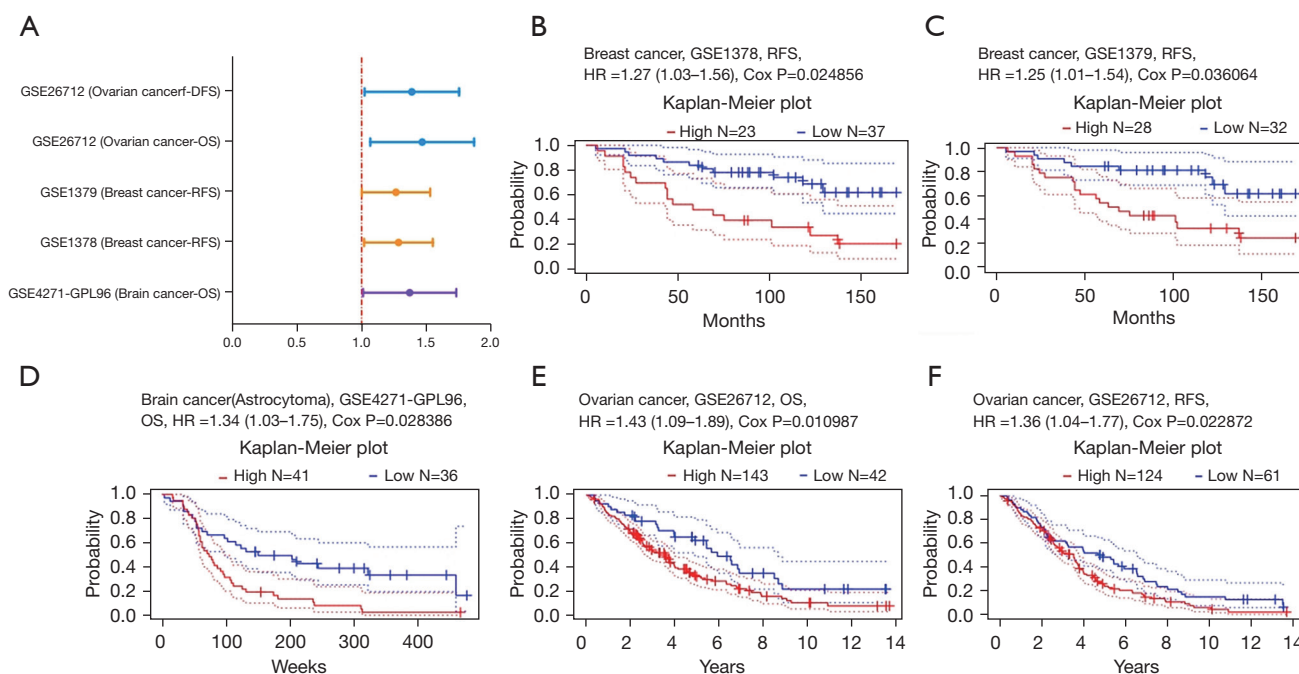 A
GSE26712 (Ovarian cancerf-DFS)
GSE26712 (Ovarian cancer-OS)
GSE1379 (Breast cancer-RFS)
GSE1378 (Breast cancer-RFS)
GSE4271-GPL96 (Brain cancer-OS)
0.0 0.5 1.0 1.5 2.0
B
Breast cancer, GSE1378, RFS,
HR =1.27 (1.03–1.56), Cox P=0.024856
Kaplan-Meier plot
High N=23 Low N=37
Probability
1.0
0.8
0.6
0.4
0.2
0.0
0 50 100 150
Months
C
Breast cancer, GSE1379, RFS,
HR =1.25 (1.01–1.54), Cox P=0.036064
Kaplan-Meier plot
High N=28 Low N=32
Probability
1.0
0.8
0.6
0.4
0.2
0.0
0 50 100 150
Months
D
Brain cancer(Astrocytoma), GSE4271-GPL96,
OS, HR =1.34 (1.03–1.75), Cox P=0.028386
Kaplan-Meier plot
High N=41 Low N=36
Probability
1.0
0.8
0.6
0.4
0.2
0.0
0 100 200 300 400
Weeks
E
Ovarian cancer, GSE26712, OS,
HR =1.43 (1.09–1.89), Cox P=0.010987
Kaplan-Meier plot
High N=143 Low N=42
Probability
1.0
0.8
0.6
0.4
0.2
0.0
0 2 4 6 8 10 12 14
Years
F
Ovarian cancer, GSE26712, RFS,
HR =1.36 (1.04–1.77), Cox P=0.022872
Kaplan-Meier plot
High N=124 Low N=61
Probability
1.0
0.8
0.6
0.4
0.2
0.0
0 2 4 6 8 10 12 14
Years